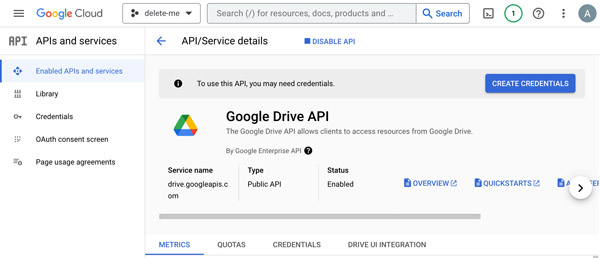 Google Cloud
delete-me
Search (/) for resources, docs, products and ...
Search
1
A
API APIs and services
API/Service details
DISABLE API
Enabled APIs and services
Library
Credentials
OAuth consent screen
Page usage agreements
To use this API, you may need credentials.
CREATE CREDENTIALS
Google Drive API
The Google Drive API allows clients to access resources from Google Drive.
By Google Enterprise API
Service name
drive.googleapis.c
om
Type
Public API
Status
Enabled
OVERVIEW
QUICKSTARTS
METRICS
QUOTAS
CREDENTIALS
DRIVE UI INTEGRATION